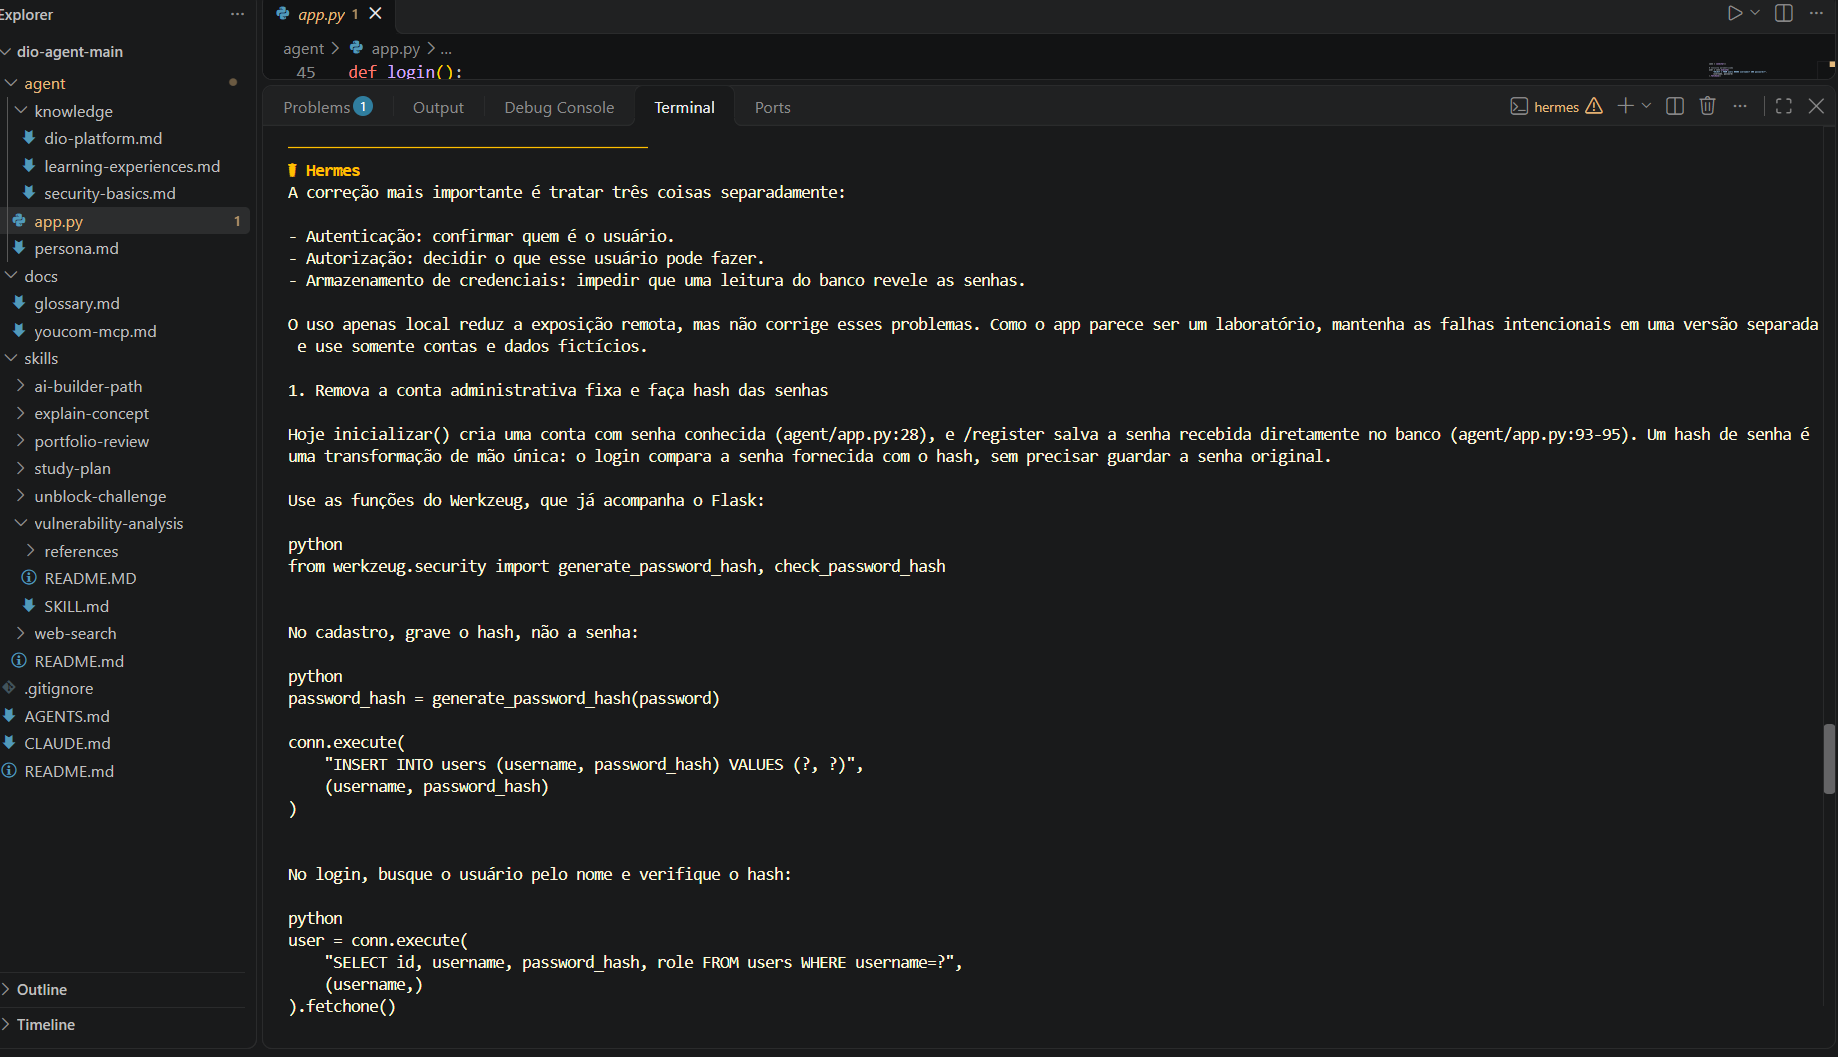 Explorer
dio-agent-main
agent
knowledge
dio-platform.md
learning-experiences.md
security-basics.md
app.py 1
persona.md
docs
glossary.md
youcom-mcp.md
skills
ai-builder-path
explain-concept
portfolio-review
study-plan
unblock-challenge
vulnerability-analysis
references
README.MD
SKILL.md
web-search
README.md
.gitignore
AGENTS.md
CLAUDE.md
README.md
Outline
Timeline
app.py 1
agent > app.py > ...
45 def login():
Problems 1 Output Debug Console Terminal Ports
hermes
Hermes
A correção mais importante é tratar três coisas separadamente:
- Autenticação: confirmar quem é o usuário.
- Autorização: decidir o que esse usuário pode fazer.
- Armazenamento de credenciais: impedir que uma leitura do banco revele as senhas.
O uso apenas local reduz a exposição remota, mas não corrige esses problemas. Como o app parece ser um laboratório, mantenha as falhas intencionais em uma versão separada
e use somente contas e dados fictícios.
1. Remova a conta administrativa fixa e faça hash das senhas
Hoje inicializar() cria uma conta com senha conhecida (agent/app.py:28), e /register salva a senha recebida diretamente no banco (agent/app.py:93-95). Um hash de senha é
uma transformação de mão única: o login compara a senha fornecida com o hash, sem precisar guardar a senha original.
Use as funções do Werkzeug, que já acompanha o Flask:
python
from werkzeug.security import generate_password_hash, check_password_hash
No cadastro, grave o hash, não a senha:
python
password_hash = generate_password_hash(password)
conn.execute(
"INSERT INTO users (username, password_hash) VALUES (?, ?)",
(username, password_hash)
)
No login, busque o usuário pelo nome e verifique o hash:
python
user = conn.execute(
"SELECT id, username, password_hash, role FROM users WHERE username=?",
(username,)
).fetchone()